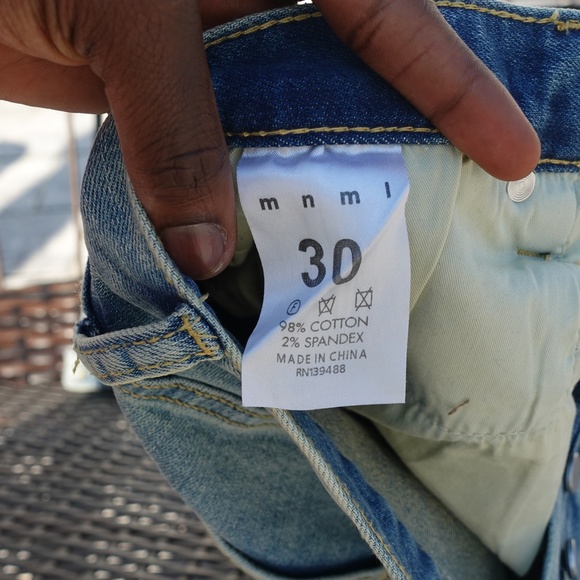 mnml
30
98% COTTON
2% SPANDEX
MADE IN CHINA
RN139488